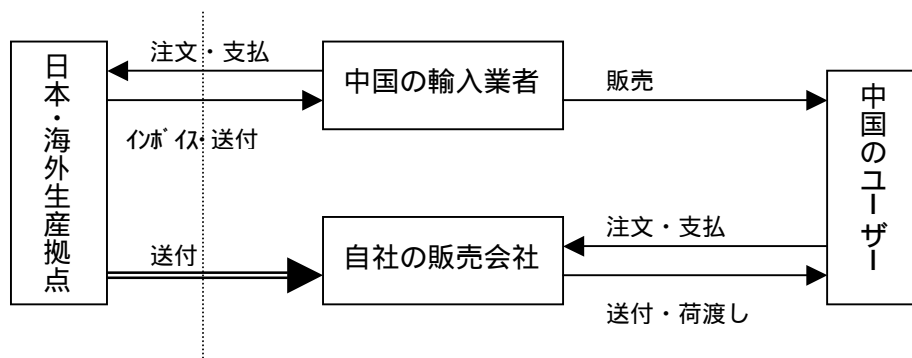 注文・支払
日本・海外生産拠点
中国の輸入業者
販売
中国のユーザー
ｲﾝﾎﾞｲｽ・送付
注文・支払
送付
自社の販売会社
送付・荷渡し